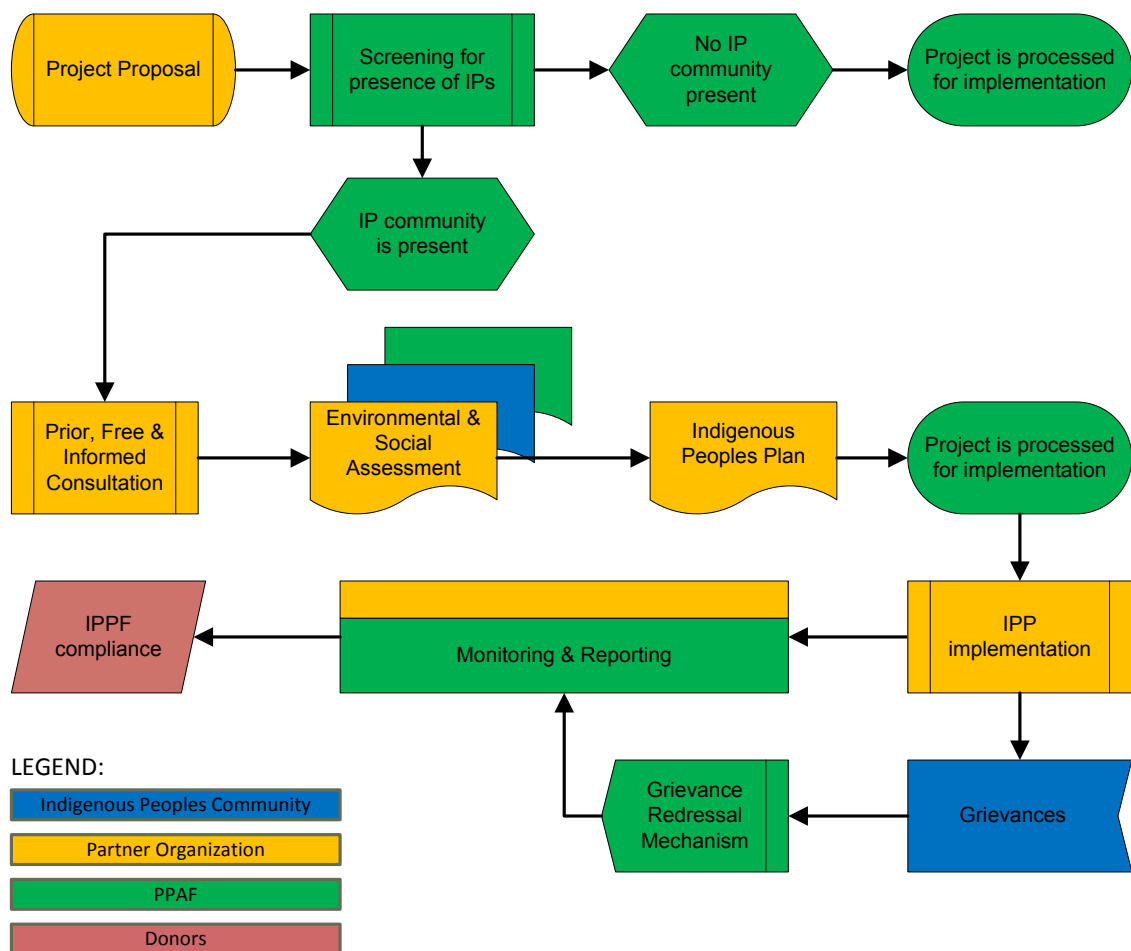 Project Proposal
Screening for
presence of IPs
No IP
community
present
Project is processed
for implementation
IP community
is present
Prior, Free &
Informed
Consultation
Environmental &
Social
Assessment
Indigenous
Peoples Plan
Project is processed
for implementation
IPPF
compliance
Monitoring & Reporting
IPP
implementation
Grievance
Redressal
Mechanism
Grievances
LEGEND:
Indigenous Peoples Community
Partner Organization
PPAF
Donors